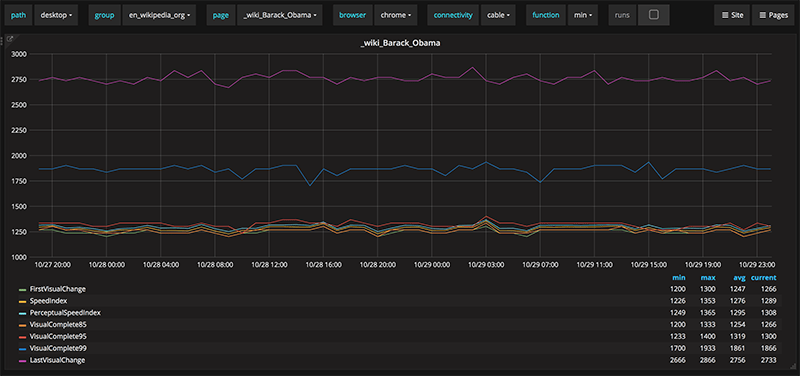 path desktop group en_wikipedia_org page _wiki_Barack_Obama browser chrome connectivity cable function min runs Site Pages
_wiki_Barack_Obama
3000
2750
2500
2250
2000
1750
1500
1250
1000
10/27 20:00 10/28 00:00 10/28 04:00 10/28 08:00 10/28 12:00 10/28 16:00 10/28 20:00 10/29 00:00 10/29 03:00 10/29 07:00 10/29 11:00 10/29 15:00 10/29 19:00 10/29 23:00
min max avg current
FirstVisualChange 1200 1300 1247 1266
SpeedIndex 1226 1353 1276 1289
PerceptualSpeedIndex 1249 1365 1295 1308
VisualComplete85 1200 1333 1254 1266
VisualComplete95 1233 1400 1319 1300
VisualComplete99 1700 1933 1861 1866
LastVisualChange 2666 2866 2756 2733